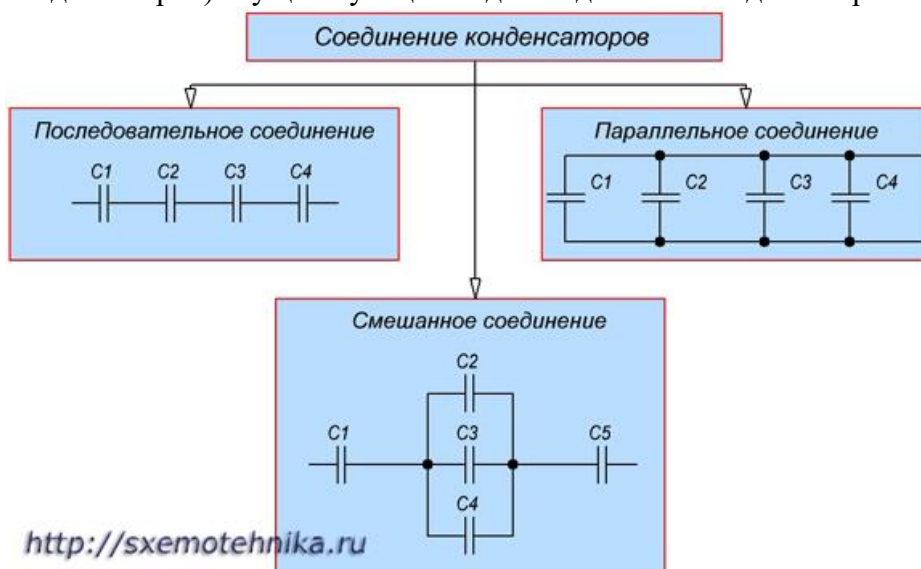 Соединение конденсаторов
Последовательное соединение
C1 C2 C3 C4
Параллельное соединение
C1 C2 C3 C4
Смешанное соединение
C2
C1 C3 C5
C4
http://sxemotehnika.ru